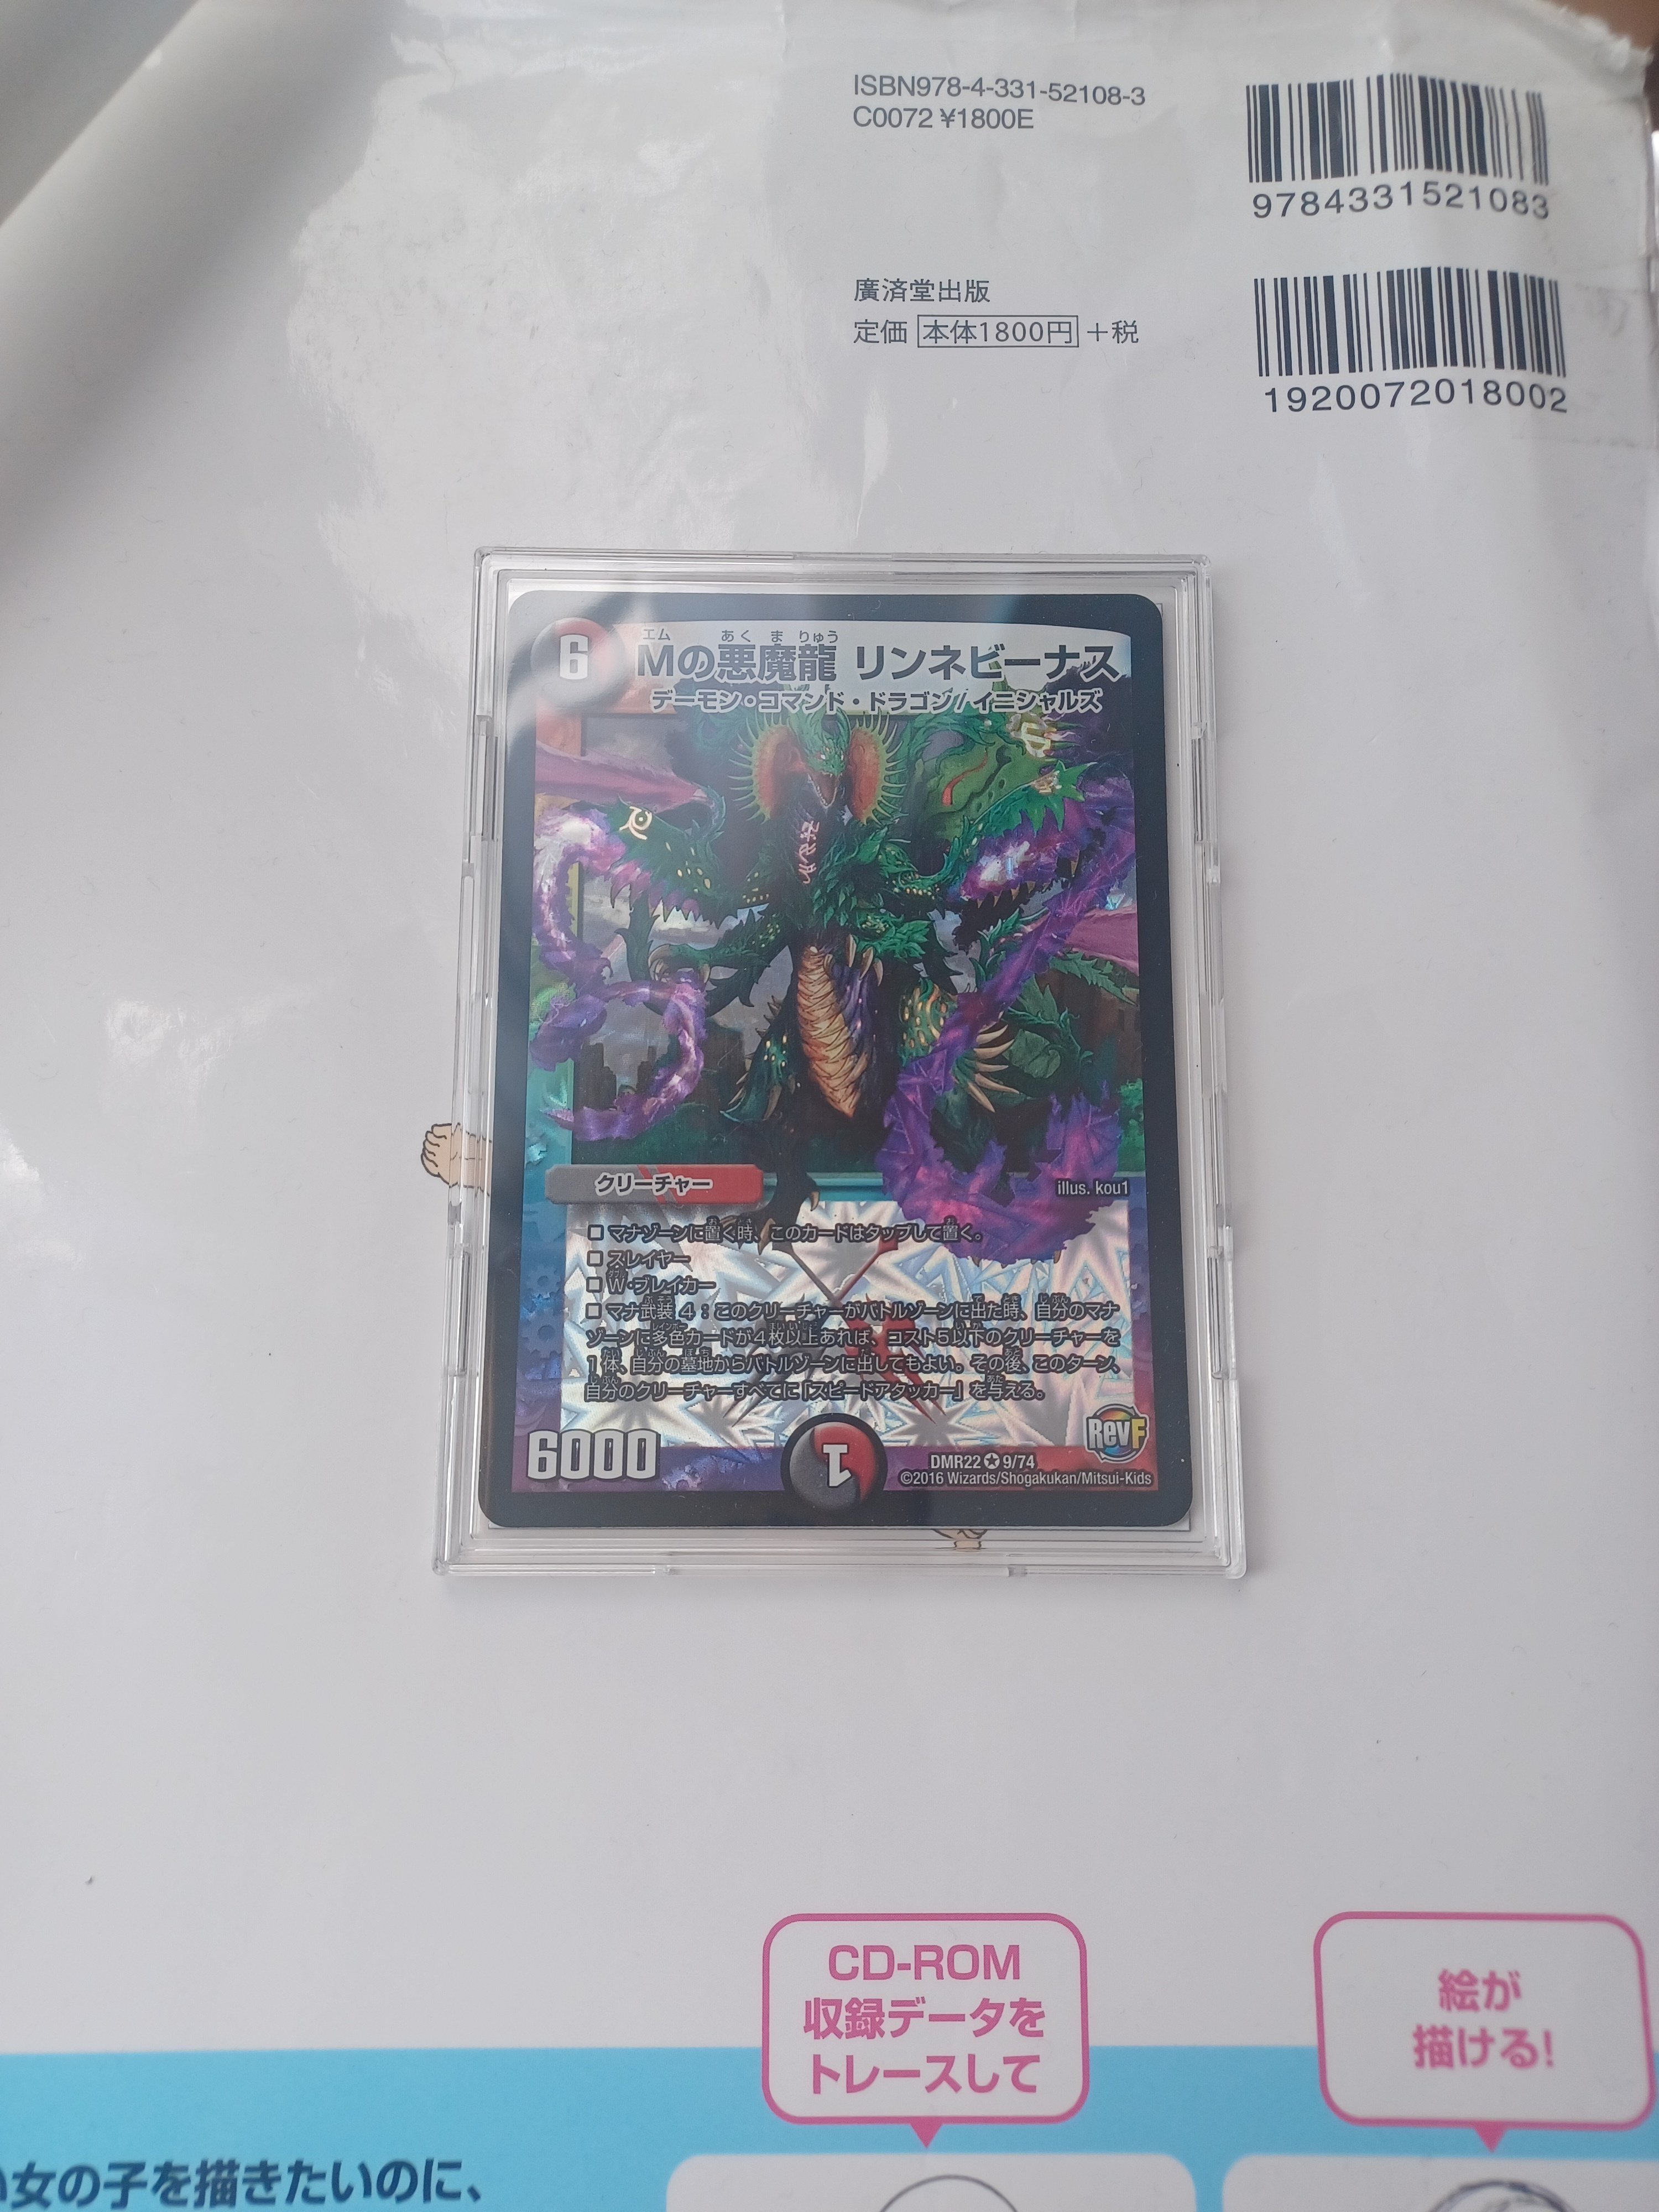 ISBN978-4-331-52108-3
C0072 ¥1800E
9784331521083
廣済堂出版
定価 本体1800円 +税
1920072018002
エム あくまりゅう
6 Mの悪魔龍 リンネビーナス
デーモン・コマンド・ドラゴン/イニシャルズ
クリーチャー
illus. kou1
■ マナゾーンに置く時、このカードはタップして置く。
■ スレイヤー
■ W・ブレイカー
■ マナ武装 4：このクリーチャーがバトルゾーンに出た時、自分のマナ
ゾーンに多色カードが4枚以上あれば、コスト5以下のクリーチャーを
1体、自分の墓地からバトルゾーンに出してもよい。その後、このターン、
自分のクリーチャーすべてに「スピードアタッカー」を与える。
RevF
6000
1
DMR22 9/74
©2016 Wizards/Shogakukan/Mitsui-Kids
CD-ROM
収録データを
トレースして
絵が
描ける!
女の子を描きたいのに、